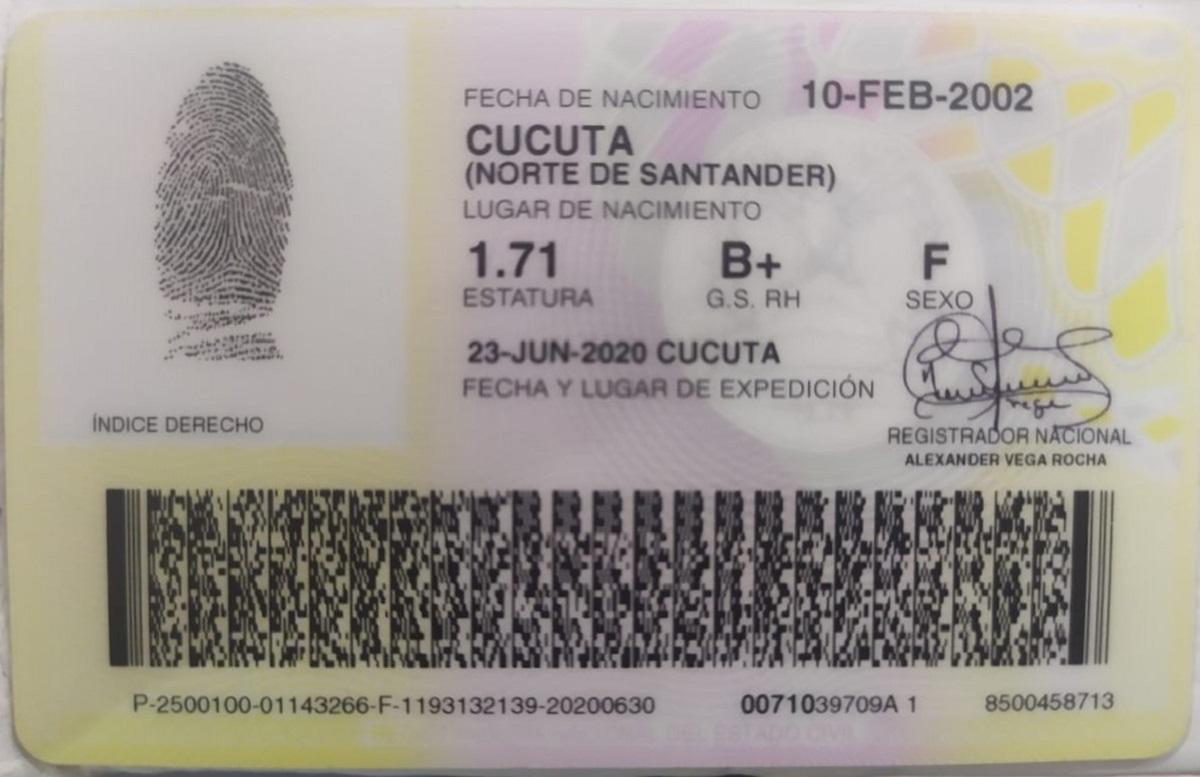 FECHA DE NACIMIENTO 10-FEB-2002
CUCUTA
(NORTE DE SANTANDER)
LUGAR DE NACIMIENTO
1.71 B+ F
ESTATURA G.S. RH SEXO
23-JUN-2020 CUCUTA
FECHA Y LUGAR DE EXPEDICIÓN
ÍNDICE DERECHO
REGISTRADOR NACIONAL
ALEXANDER VEGA ROCHA
P-2500100-01143266-F-1193132139-20200630 0071039709A 1 8500458713